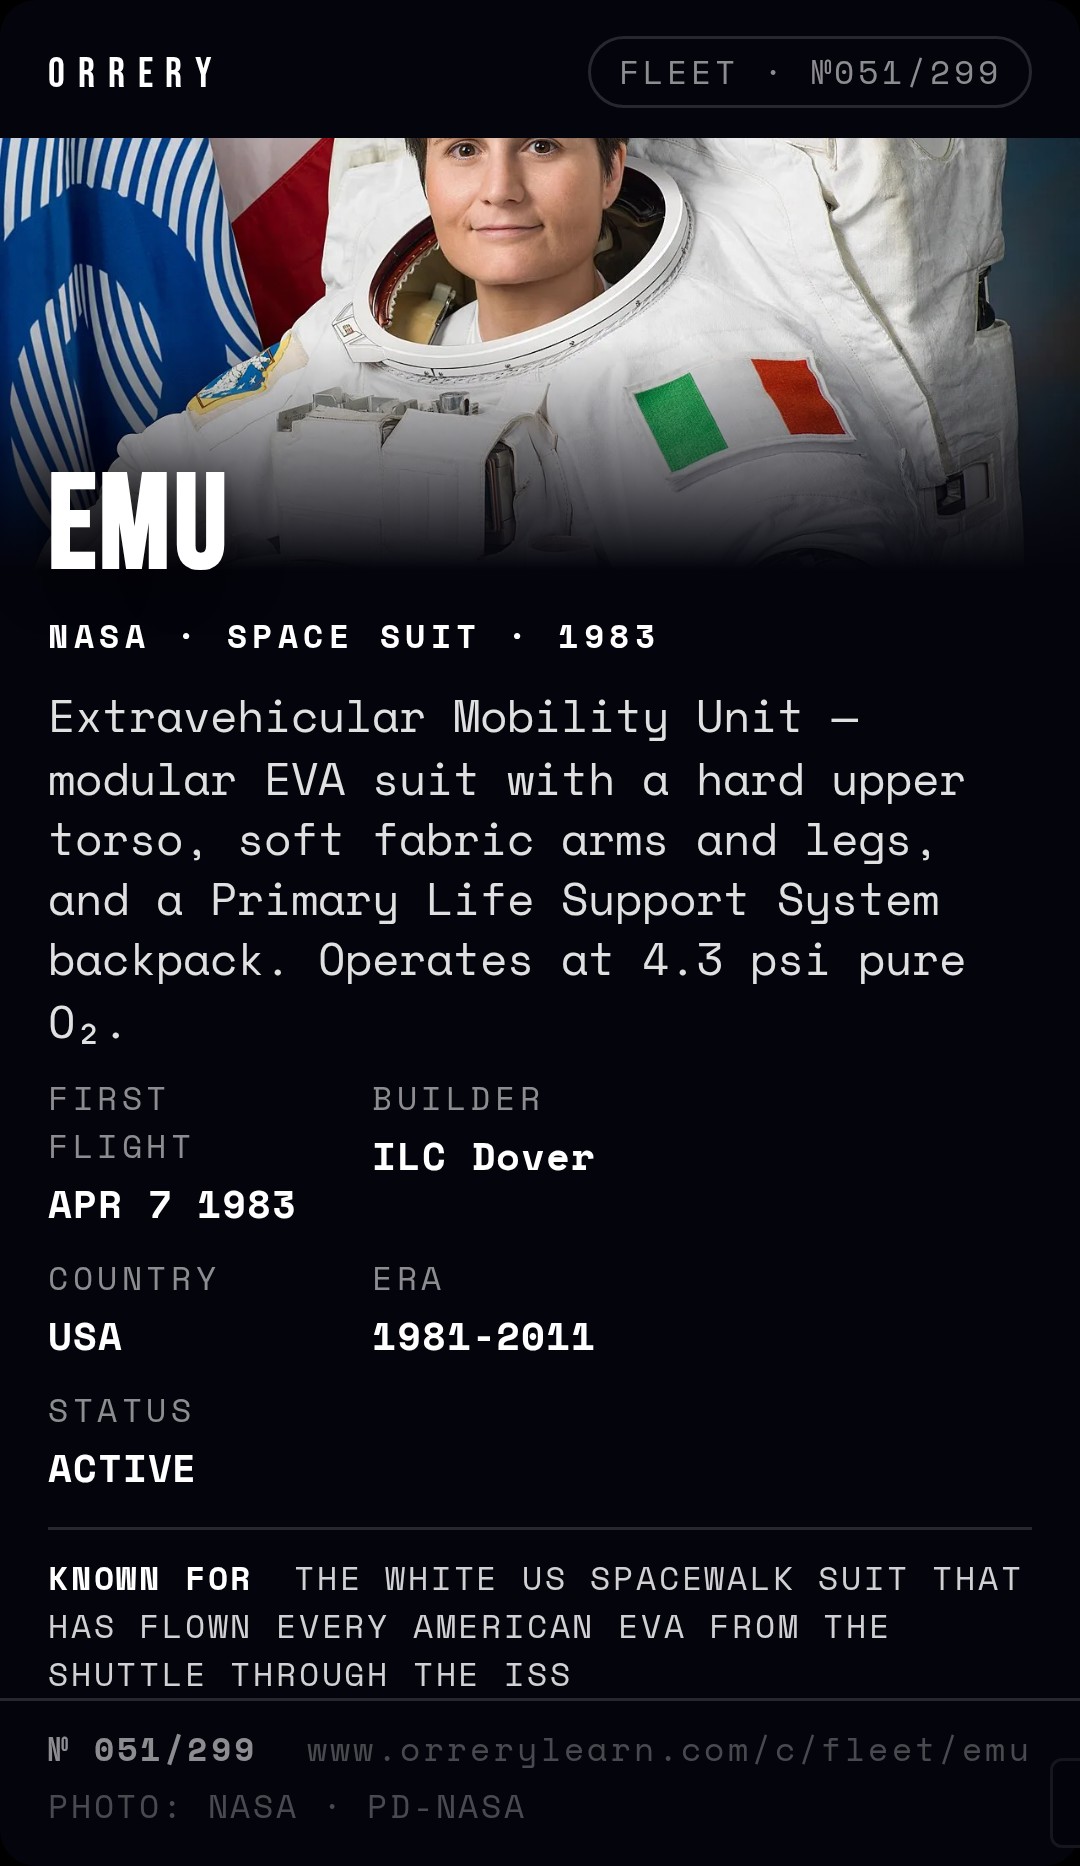 ORRERY
FLEET · №051/299
EMU
NASA · SPACE SUIT · 1983
Extravehicular Mobility Unit —
modular EVA suit with a hard upper
torso, soft fabric arms and legs,
and a Primary Life Support System
backpack. Operates at 4.3 psi pure
O₂.
FIRST
FLIGHT
APR 7 1983
BUILDER
ILC Dover
COUNTRY
USA
ERA
1981-2011
STATUS
ACTIVE
KNOWN FOR THE WHITE US SPACEWALK SUIT THAT
HAS FLOWN EVERY AMERICAN EVA FROM THE
SHUTTLE THROUGH THE ISS
№ 051/299 www.orrerylearn.com/c/fleet/emu
PHOTO: NASA · PD-NASA